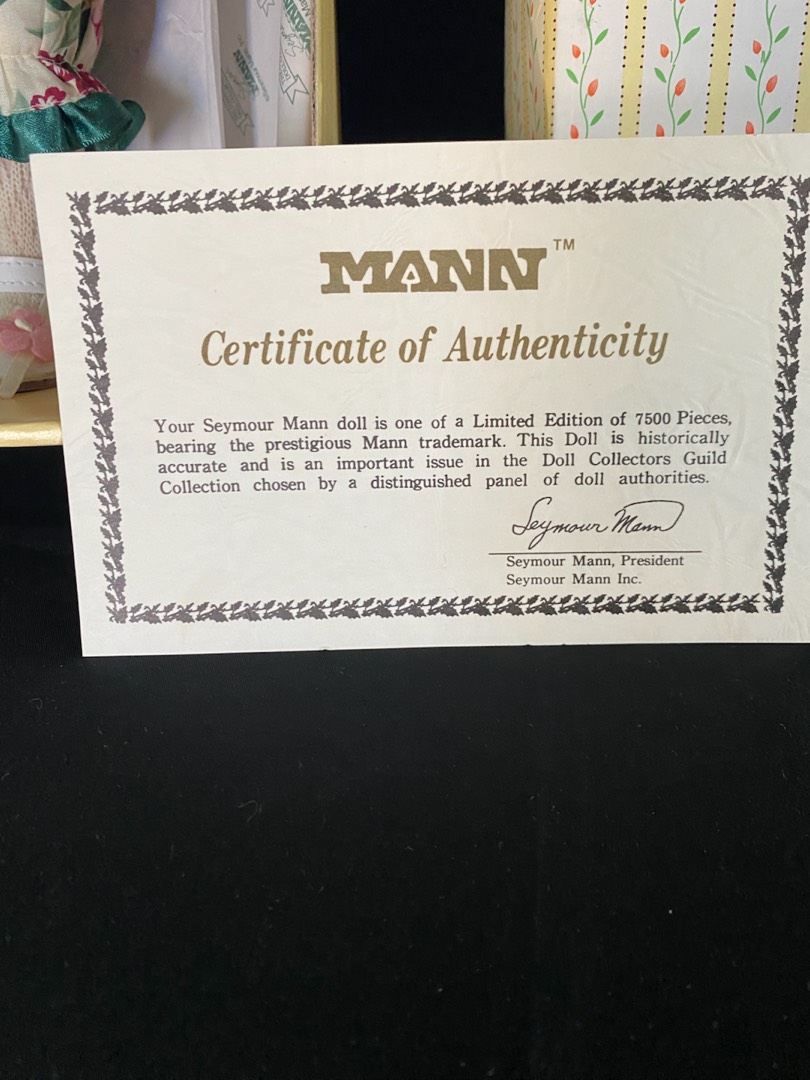 MANN™
Certificate of Authenticity
Your Seymour Mann doll is one of a Limited Edition of 7500 Pieces,
bearing the prestigious Mann trademark. This Doll is historically
accurate and is an important issue in the Doll Collectors Guild
Collection chosen by a distinguished panel of doll authorities.
Seymour Mann
Seymour Mann, President
Seymour Mann Inc.
MANN